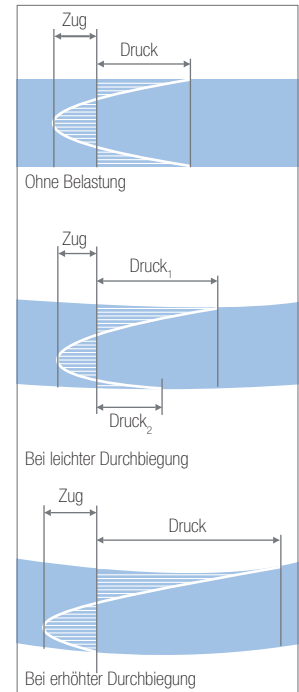 Zug
Druck
Ohne Belastung
Zug
Druck₁
Druck₂
Bei leichter Durchbiegung
Zug
Druck
Bei erhöhter Durchbiegung